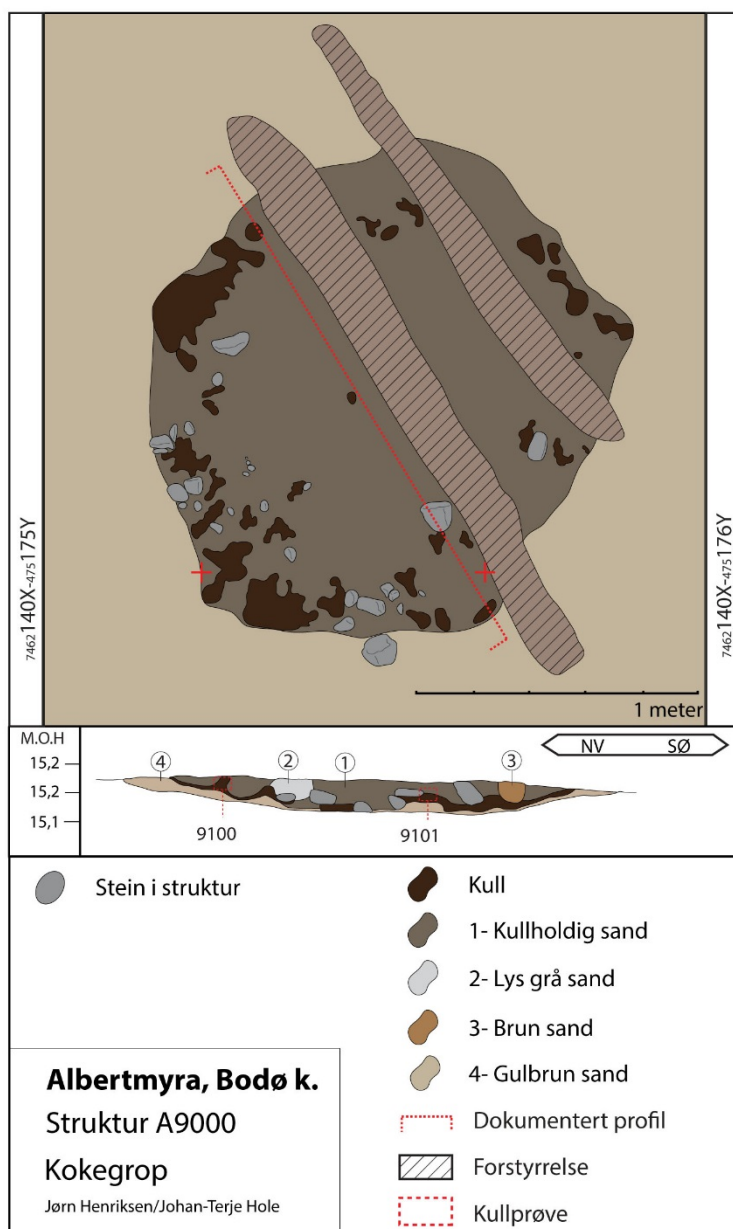 7462140X-475175Y
7462140X-475176Y
1 meter
M.O.H
15,2
15,2
15,1
4
2
1
3
NV SØ
9100
9101
Stein i struktur
Kull
1- Kullholdig sand
2- Lys grå sand
3- Brun sand
4- Gulbrun sand
Dokumentert profil
Forstyrrelse
Kullprøve
Albertmyra, Bodø k.
Struktur A9000
Kokegrop
Jørn Henriksen/Johan-Terje Hole